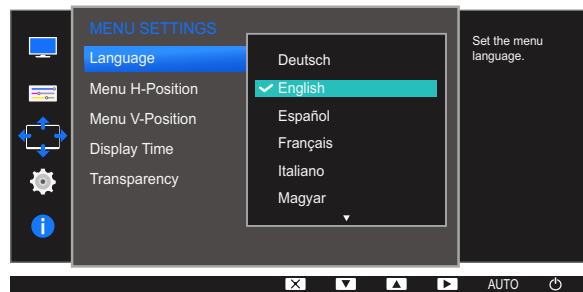 MENU SETTINGS
Language
Menu H-Position
Menu V-Position
Display Time
Transparency
Deutsch
English
Español
Français
Italiano
Magyar
Set the menu
language.
AUTO